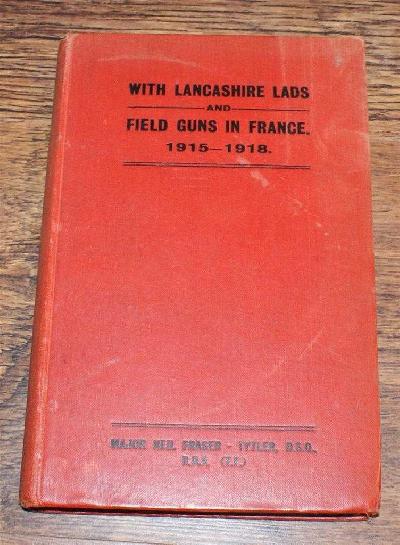 WITH LANCASHIRE LADS
AND
FIELD GUNS IN FRANCE.
1915—1918.
MAJOR NEIL FRASER - TYTLER, D.S.O.,
R.H.A. (T.F.)